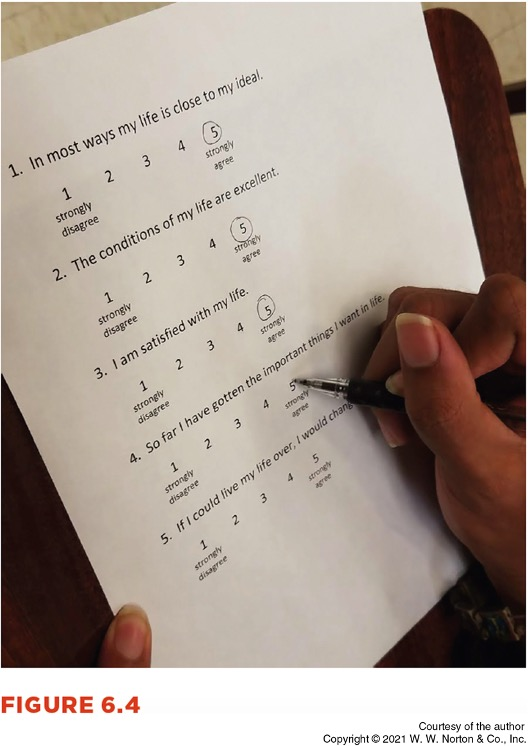 1. In most ways my life is close to my ideal.
1 2 3 4 5
strongly disagree
strongly agree
2. The conditions of my life are excellent.
1 2 3 4 5
strongly disagree
strongly agree
3. I am satisfied with my life.
1 2 3 4 5
strongly disagree
strongly agree
4. So far I have gotten the important things I want in life.
1 2 3 4 5
strongly disagree
strongly agree
5. If I could live my life over, I would
1 2 3 4 5
strongly disagree
strongly agree
FIGURE 6.4
Courtesy of the author
Copyright © 2021 W. W. Norton & Co., Inc.